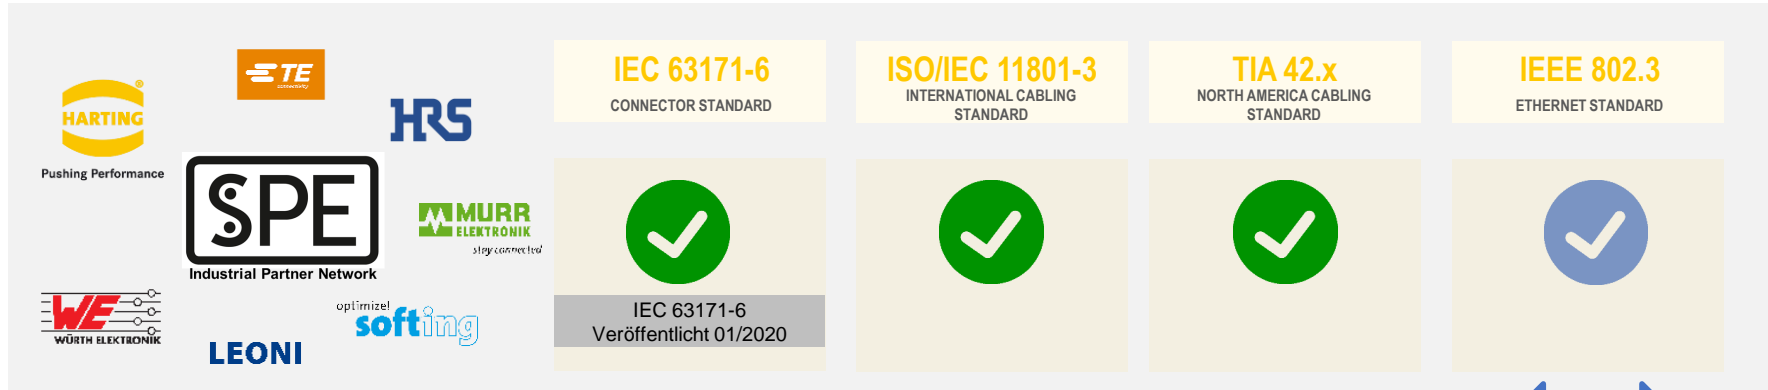 HARTING
Pushing Performance
TE
connectivity
HRS
SPE
Industrial Partner Network
MURR
ELEKTRONIK
stay connected
WE
WÜRTH ELEKTRONIK
LEONI
optimize!
softing
IEC 63171-6
CONNECTOR STANDARD
IEC 63171-6
Veröffentlicht 01/2020
ISO/IEC 11801-3
INTERNATIONAL CABLING
STANDARD
TIA 42.x
NORTH AMERICA CABLING
STANDARD
IEEE 802.3
ETHERNET STANDARD